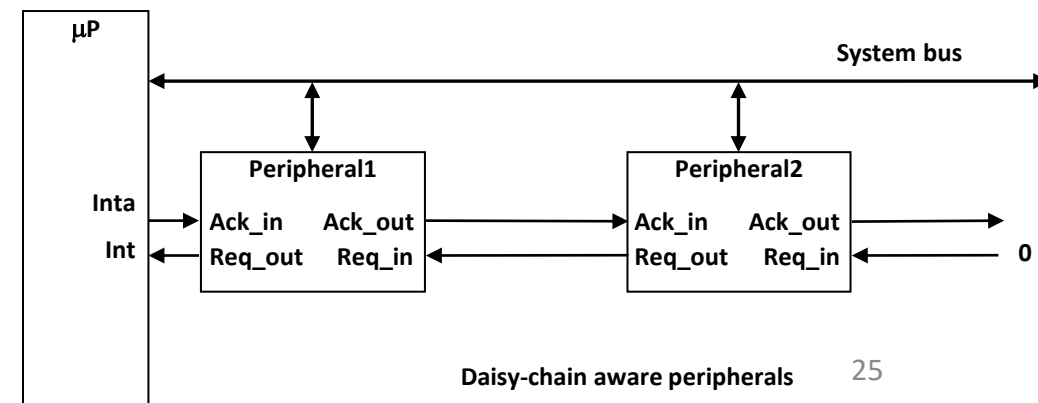 μP
System bus
Peripheral1
Peripheral2
Inta
Ack_in Ack_out
Ack_in Ack_out
Int
Req_out Req_in
Req_out Req_in
0
Daisy-chain aware peripherals
25